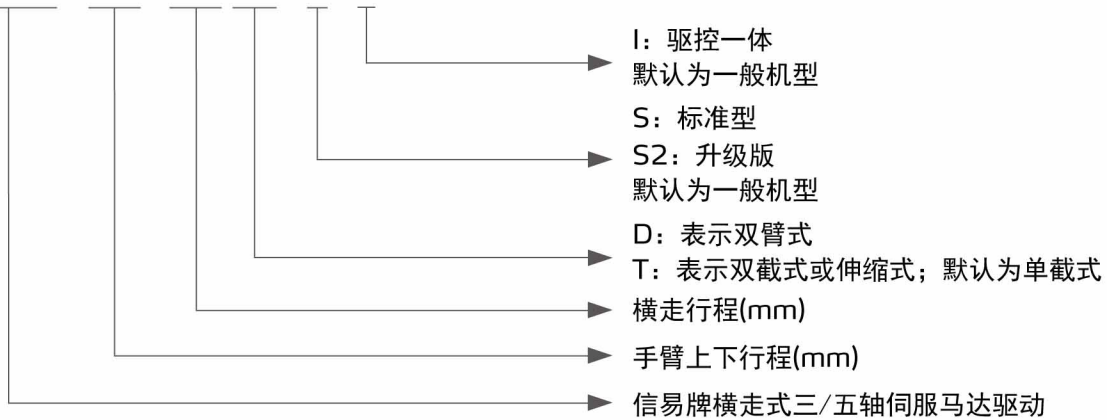 I：驱控一体
默认为一般机型
S：标准型
S2：升级版
默认为一般机型
D：表示双臂式
T：表示双截式或伸缩式；默认为单截式
横走行程(mm)
手臂上下行程(mm)
信易牌横走式三/五轴伺服马达驱动